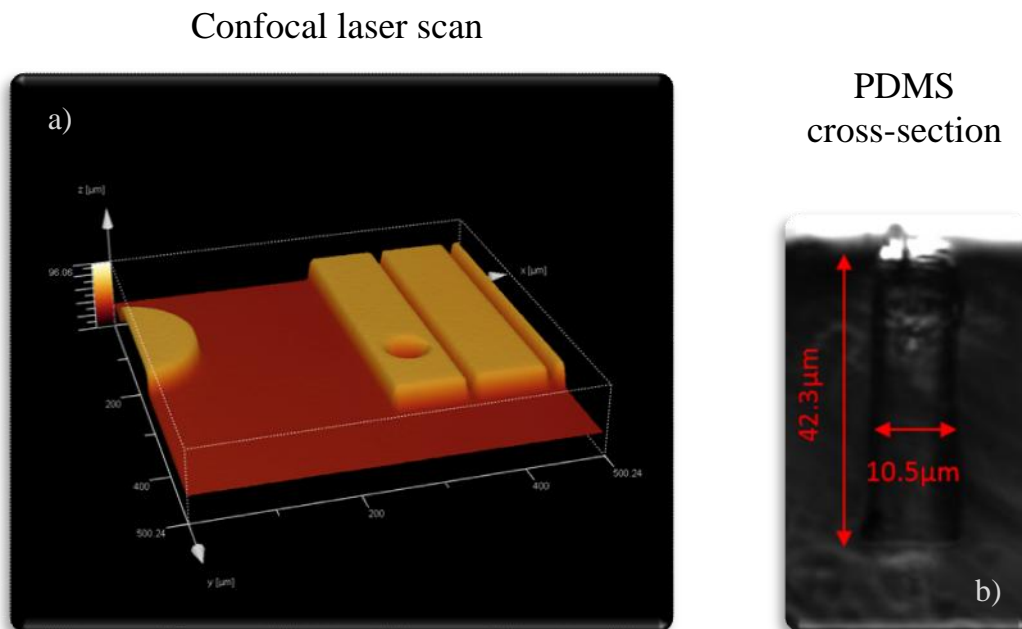 Confocal laser scan
a)
z [µm]
96.06
x [µm]
200
400
500.24
200
400
500.24
y [µm]
PDMS
cross-section
42.3µm
10.5µm
b)